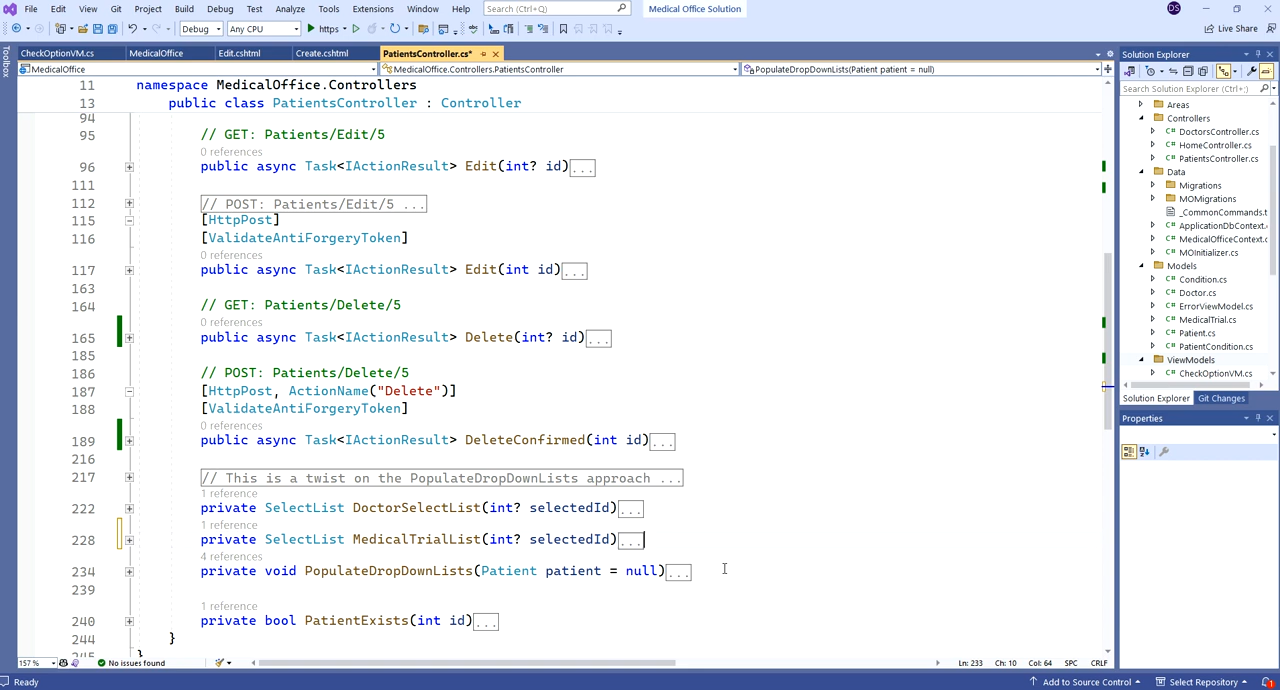 File Edit View Git Project Build Debug Test Analyze Tools Extensions Window Help Search (Ctrl+Q) Medical Office Solution DS
Debug Any CPU https Live Share
CheckOptionVM.cs MedicalOffice Edit.cshtml Create.cshtml PatientsController.cs*
MedicalOffice MedicalOffice.Controllers.PatientsController PopulateDropDownLists(Patient patient = null)
Toolbox
11 namespace MedicalOffice.Controllers
13 public class PatientsController : Controller
94
95 // GET: Patients/Edit/5
0 references
96 public async Task<IActionResult> Edit(int? id)...
111
112 // POST: Patients/Edit/5 ...
115 [HttpPost]
116 [ValidateAntiForgeryToken]
0 references
117 public async Task<IActionResult> Edit(int id)...
163
164 // GET: Patients/Delete/5
0 references
165 public async Task<IActionResult> Delete(int? id)...
185
186 // POST: Patients/Delete/5
187 [HttpPost, ActionName("Delete")]
188 [ValidateAntiForgeryToken]
0 references
189 public async Task<IActionResult> DeleteConfirmed(int id)...
216
217 // This is a twist on the PopulateDropDownLists approach ...
1 reference
222 private SelectList DoctorSelectList(int? selectedId)...
1 reference
228 private SelectList MedicalTrialList(int? selectedId)...
4 references
234 private void PopulateDropDownLists(Patient patient = null)...
239
1 reference
240 private bool PatientExists(int id)...
244 }
245 }
157 % No issues found Ln: 233 Ch: 10 Col: 64 SPC CRLF
Solution Explorer
Search Solution Explorer (Ctrl+;)
Areas
Controllers
C# DoctorsController.cs
C# HomeController.cs
C# PatientsController.cs
Data
Migrations
MOMigrations
_CommonCommands.t
C# ApplicationDbContext.
C# MedicalOfficeContext.c
C# MOInitializer.cs
Models
C# Condition.cs
C# Doctor.cs
C# ErrorViewModel.cs
C# MedicalTrial.cs
C# Patient.cs
C# PatientCondition.cs
ViewModels
C# CheckOptionVM.cs
Solution Explorer Git Changes
Properties
Ready Add to Source Control Select Repository 1